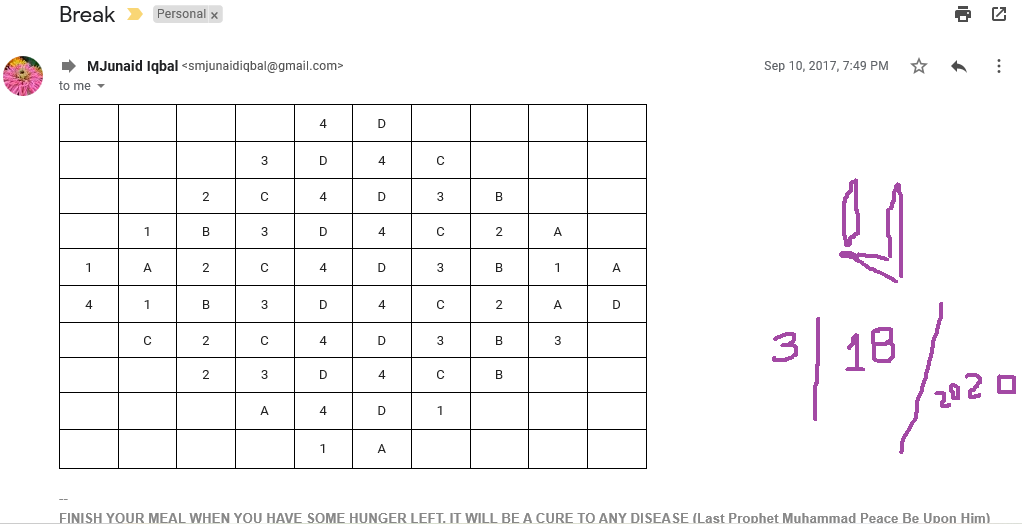 Break Personal x
MJunaid Iqbal <smjunaidiqbal@gmail.com> Sep 10, 2017, 7:49 PM
to me
4 D
3 D 4 C
2 C 4 D 3 B
1 B 3 D 4 C 2 A
1 A 2 C 4 D 3 B 1 A
4 1 B 3 D 4 C 2 A D
C 2 C 4 D 3 B 3
2 3 D 4 C B
A 4 D 1
1 A
3/18/2020
--
FINISH YOUR MEAL WHEN YOU HAVE SOME HUNGER LEFT. IT WILL BE A CURE TO ANY DISEASE (Last Prophet Muhammad Peace Be Upon Him)